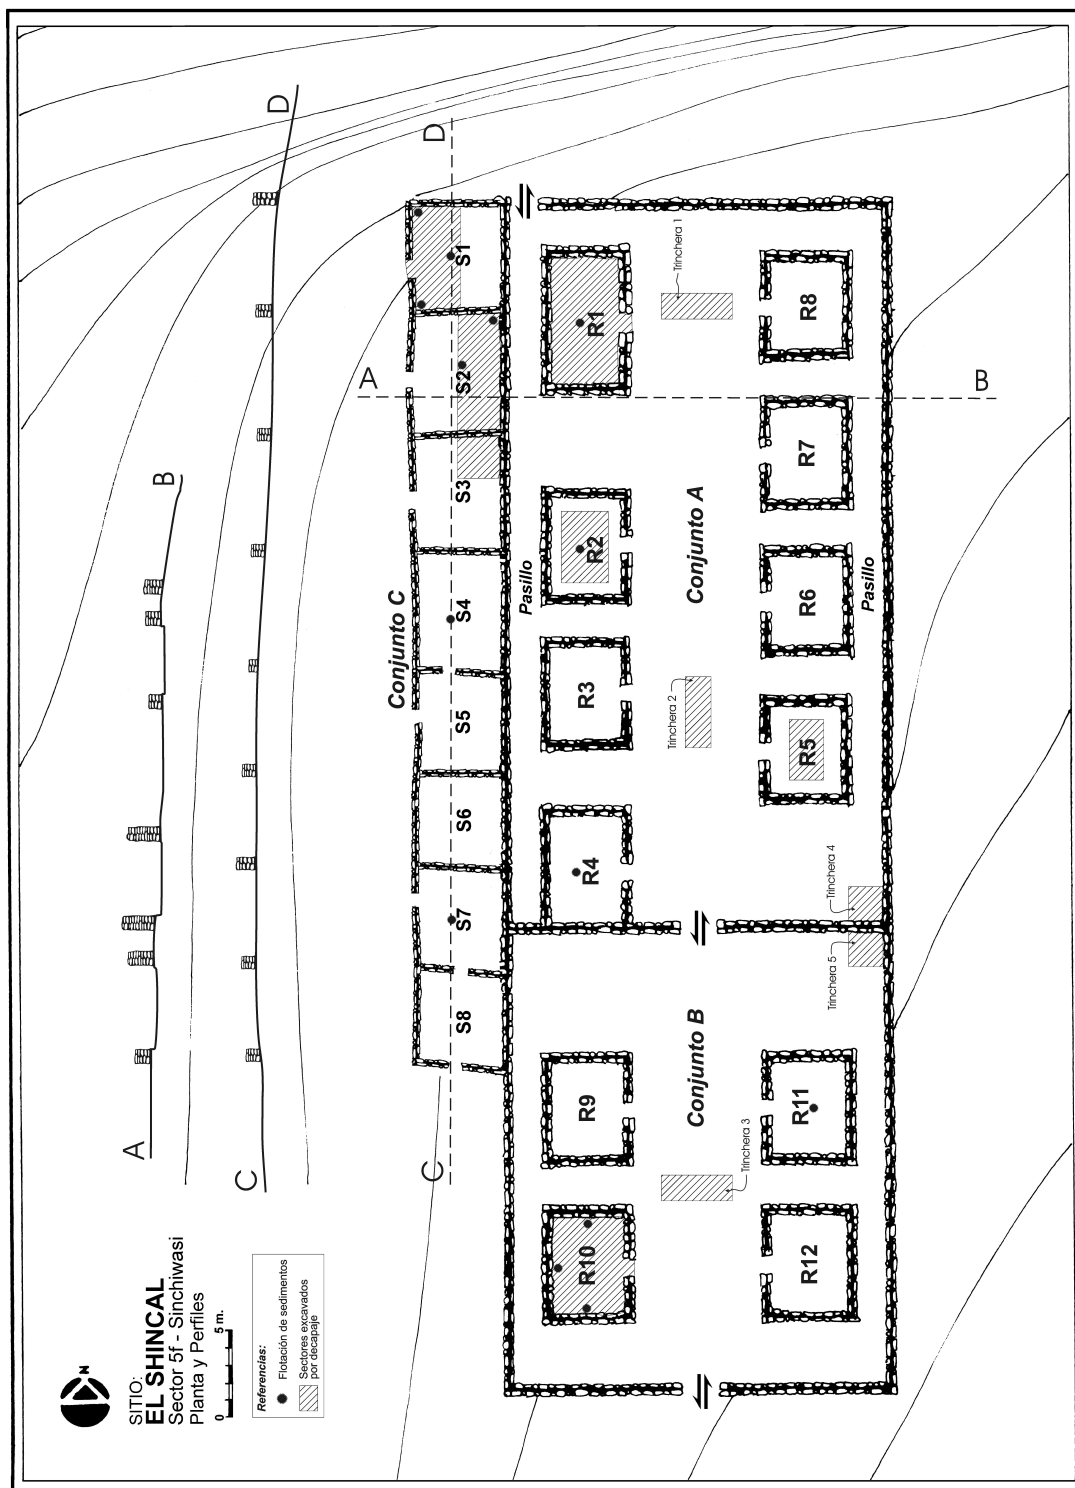 N
SITIO:
EL SHINCAL
Sector 5f - Sinchiwasi
Planta y Perfiles
0 5 m.
Referencias:
Flotación de sedimentos
Sectores excavados
por decapaje
A B
C D
A B
C D
Conjunto C
S8 S7 S6 S5 S4 S3 S2 S1
Pasillo
R10 R9 R4 R3 R2 R1
Conjunto B Conjunto A
Trinchera 3
Trinchera 2
Trinchera 1
R12 R11 R5 R6 R7 R8
Trinchera 5
Trinchera 4
Pasillo